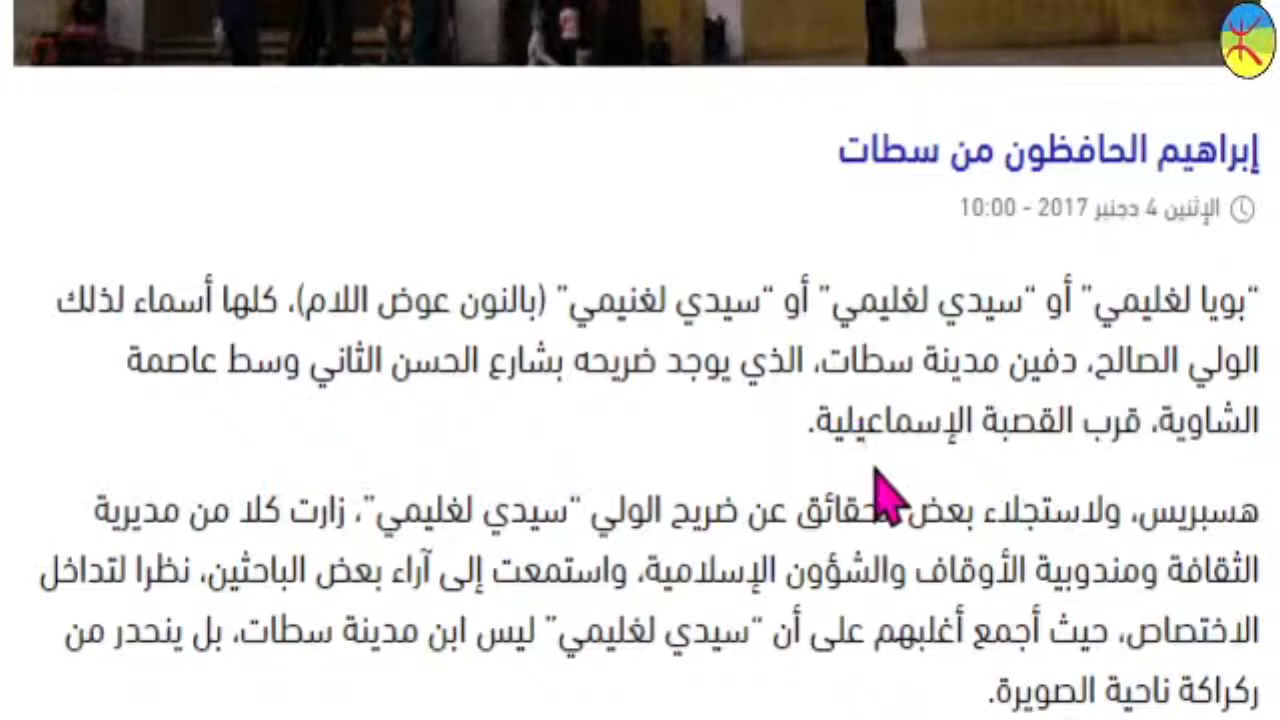 إبراهيم الحافظون من سطات
الإثنين 4 دجنبر 2017 - 10:00
“بويا لغليمي” أو “سيدي لغليمي” أو “سيدي لغنيمي” (بالنون عوض اللام)، كلها أسماء لذلك
الولي الصالح، دفين مدينة سطات، الذي يوجد ضريحه بشارع الحسن الثاني وسط عاصمة
الشاوية، قرب القصبة الإسماعيلية.
هسبريس، ولاستجلاء بعض عن ضريح الولي “سيدي لغليمي”، زارت كلا من مديرية
الثقافة ومندوبية الأوقاف والشؤون الإسلامية، واستمعت إلى آراء بعض الباحثين، نظرا لتداخل
الاختصاص، حيث أجمع أغلبهم على أن “سيدي لغليمي” ليس ابن مدينة سطات، بل ينحدر من
ركراكة ناحية الصويرة.